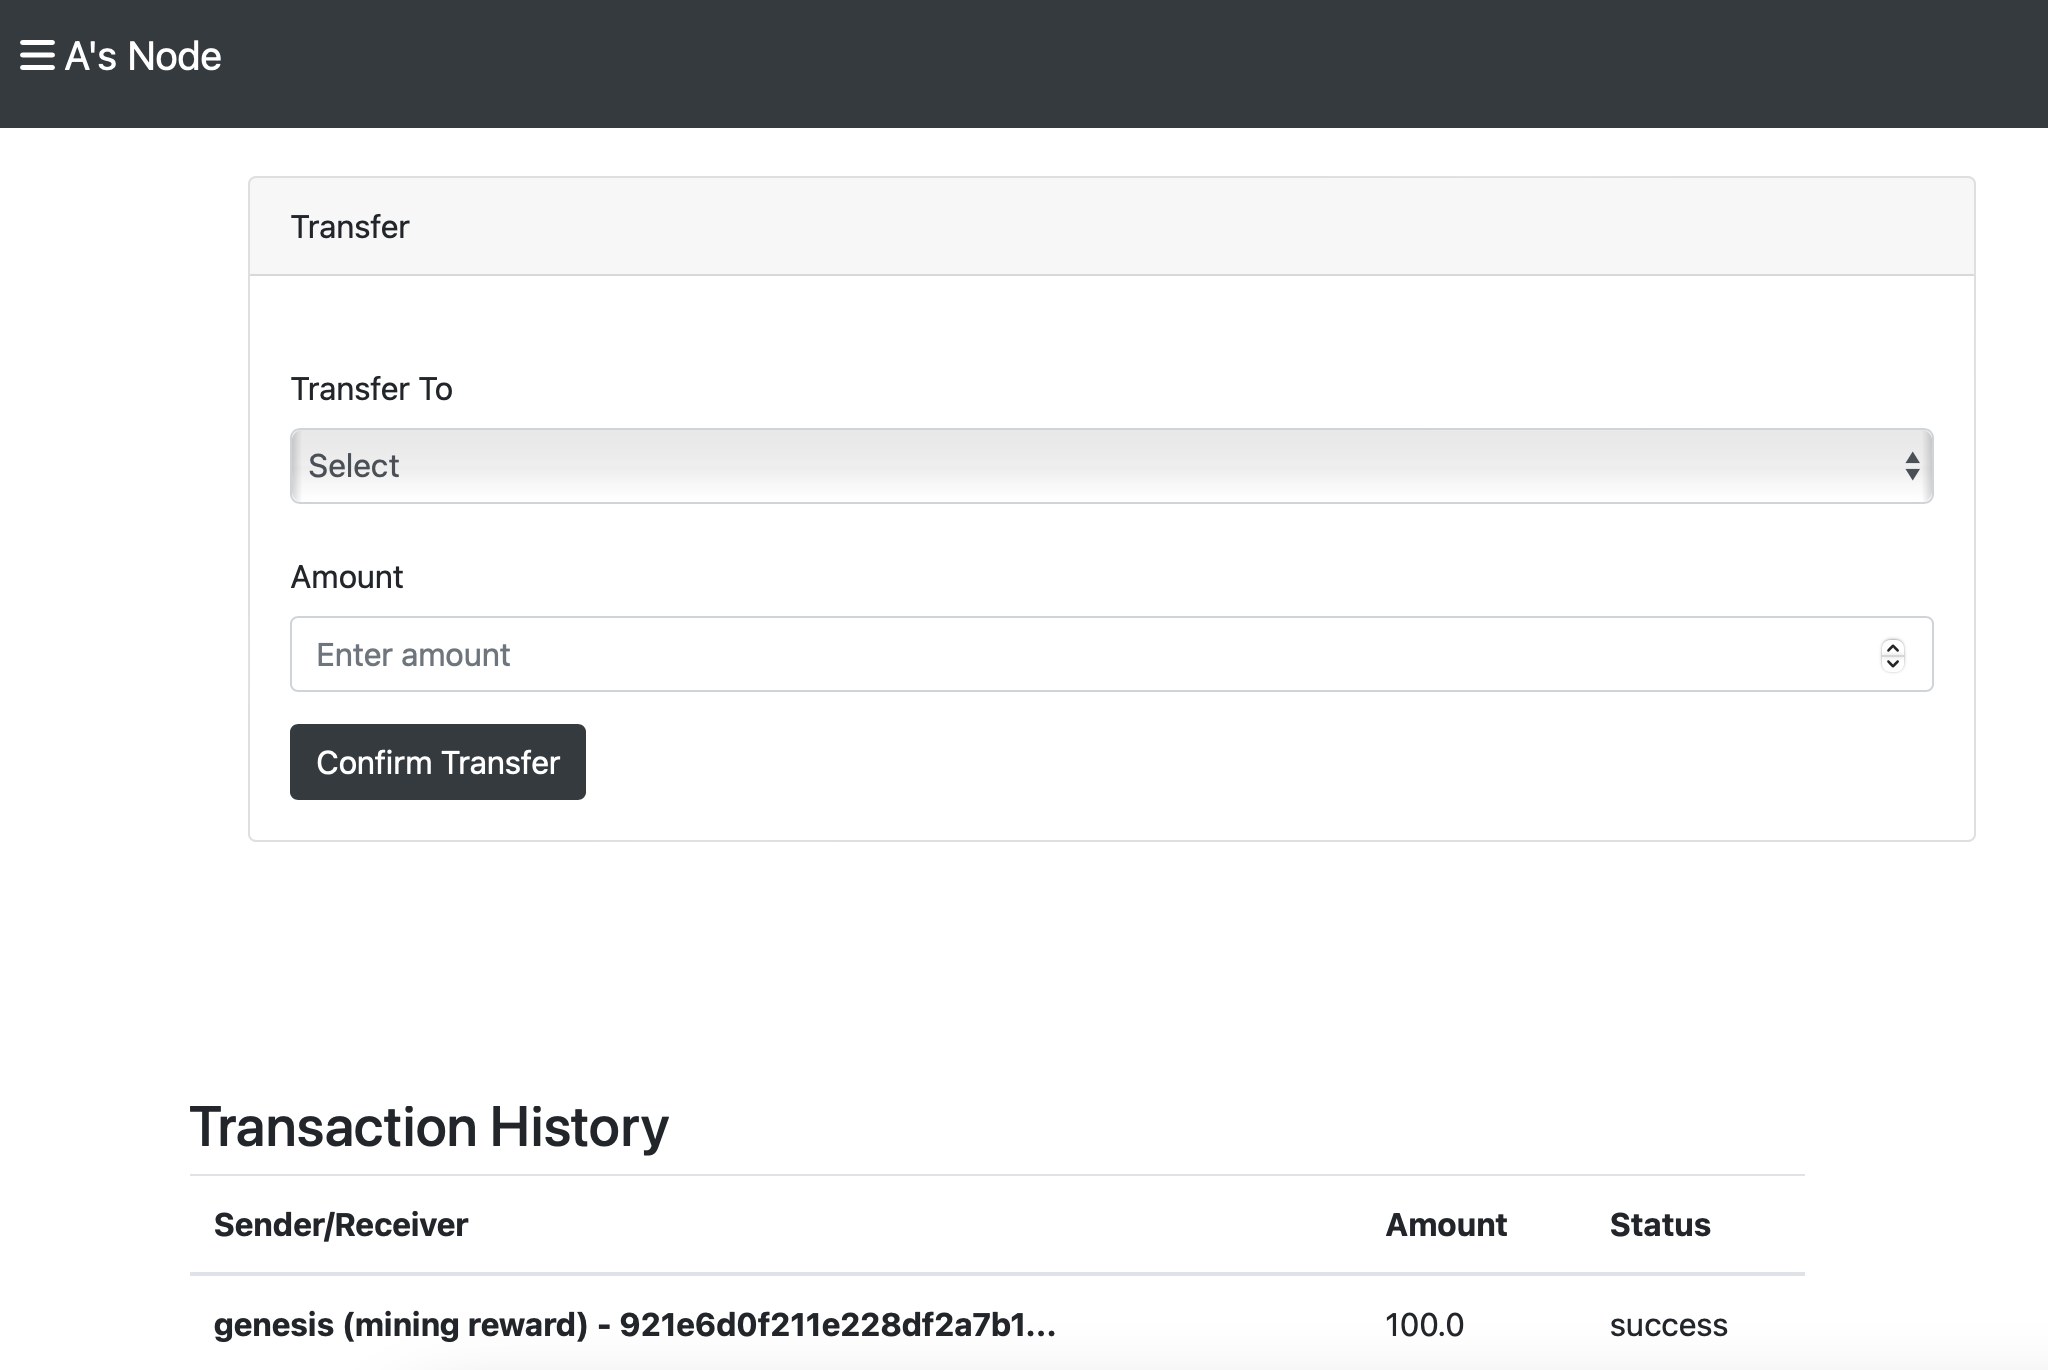 A's Node
Transfer
Transfer To
Select
Amount
Enter amount
Confirm Transfer
Transaction History
Sender/Receiver Amount Status
genesis (mining reward) - 921e6d0f211e228df2a7b1... 100.0 success